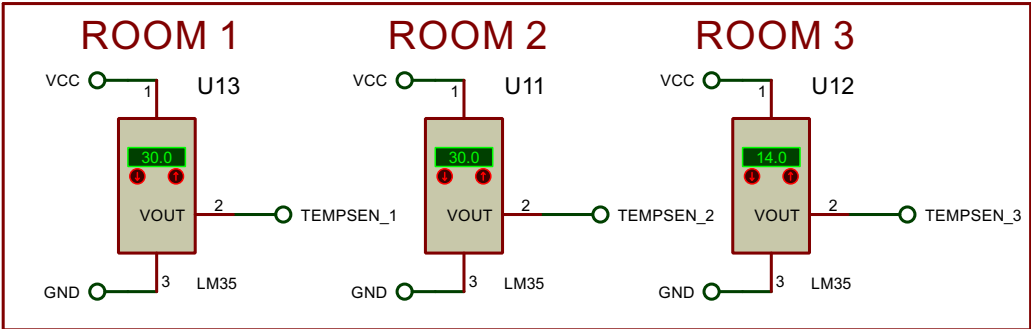 ROOM 1
ROOM 2
ROOM 3
VCC
1
U13
30.0
VOUT
2
TEMPSEN_1
GND
3
LM35
VCC
1
U11
30.0
VOUT
2
TEMPSEN_2
GND
3
LM35
VCC
1
U12
14.0
VOUT
2
TEMPSEN_3
GND
3
LM35